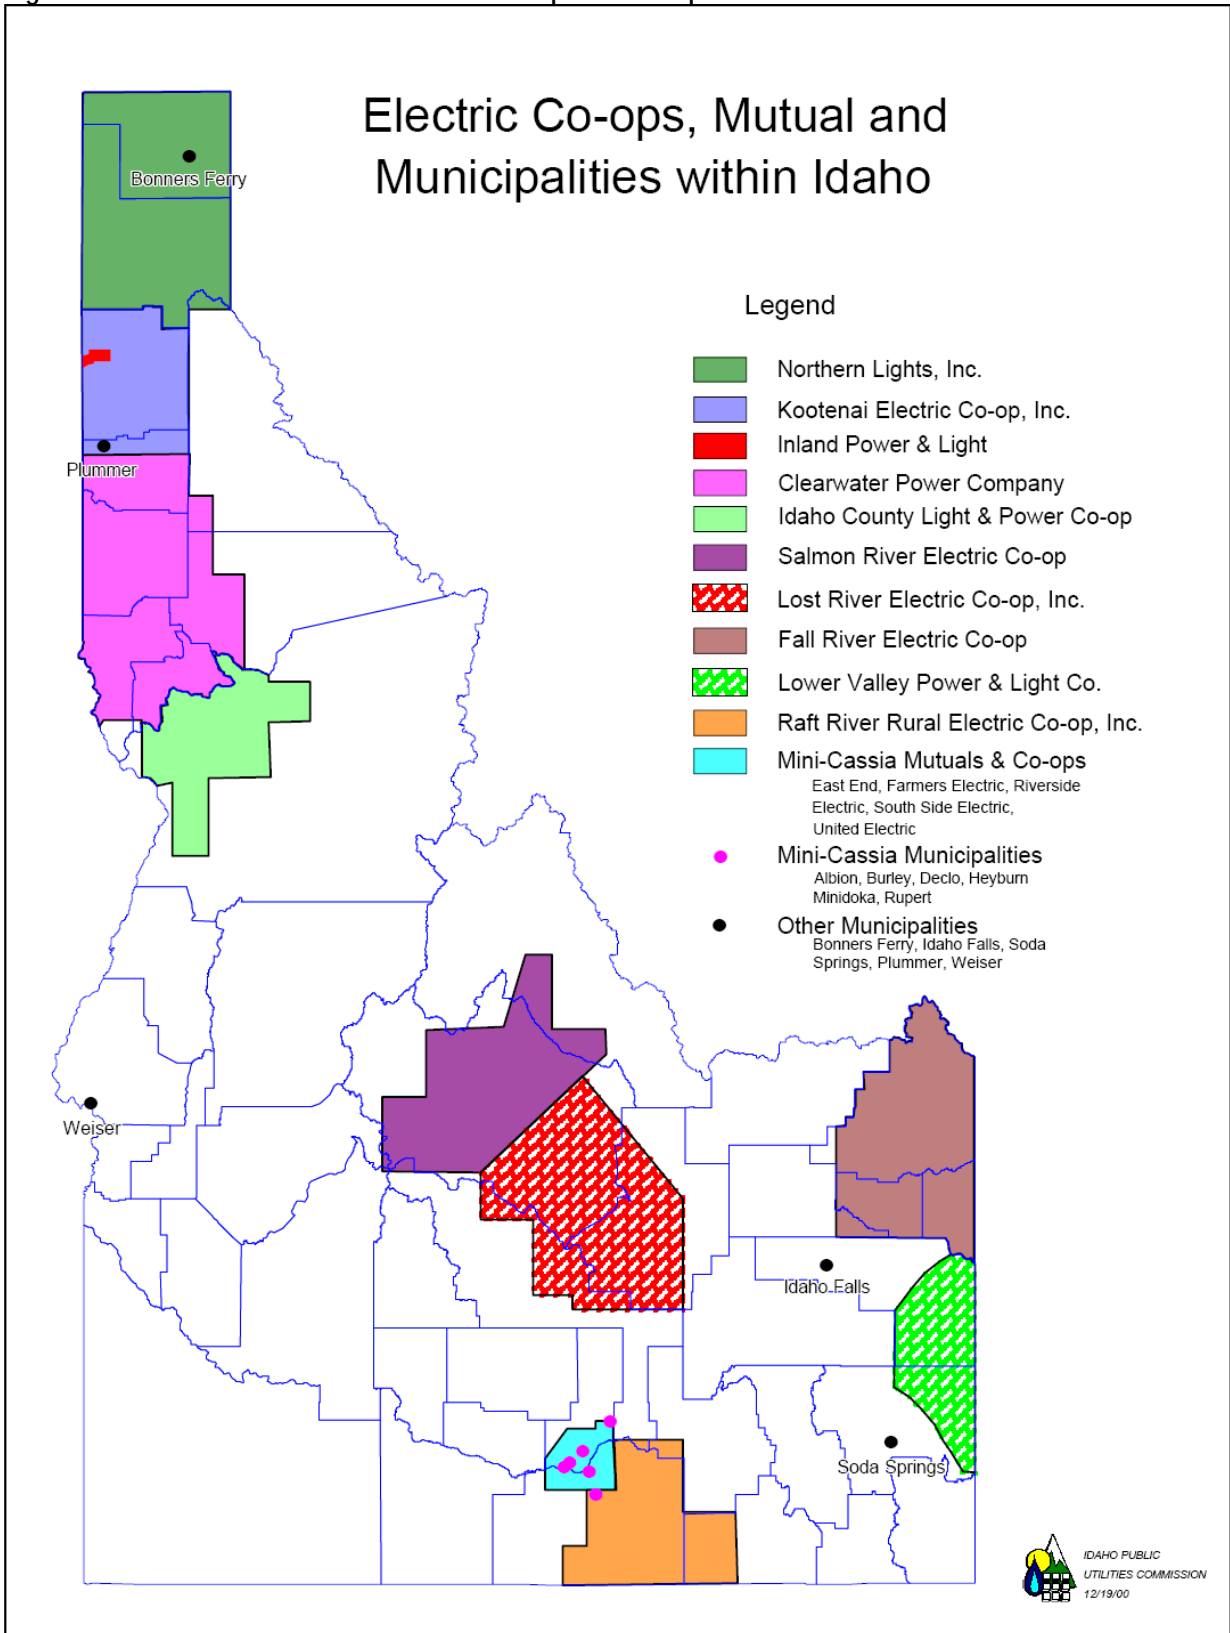 Electric Co-ops, Mutual and
Municipalities within Idaho
Bonners Ferry
Legend
Northern Lights, Inc.
Kootenai Electric Co-op, Inc.
Inland Power & Light
Plummer
Clearwater Power Company
Idaho County Light & Power Co-op
Salmon River Electric Co-op
Lost River Electric Co-op, Inc.
Fall River Electric Co-op
Lower Valley Power & Light Co.
Raft River Rural Electric Co-op, Inc.
Mini-Cassia Mutuals & Co-ops
East End, Farmers Electric, Riverside
Electric, South Side Electric,
United Electric
Mini-Cassia Municipalities
Albion, Burley, Declo, Heyburn
Minidoka, Rupert
Other Municipalities
Bonners Ferry, Idaho Falls, Soda
Springs, Plummer, Weiser
Weiser
Idaho Falls
Soda Springs
IDAHO PUBLIC
UTILITIES COMMISSION
12/19/00